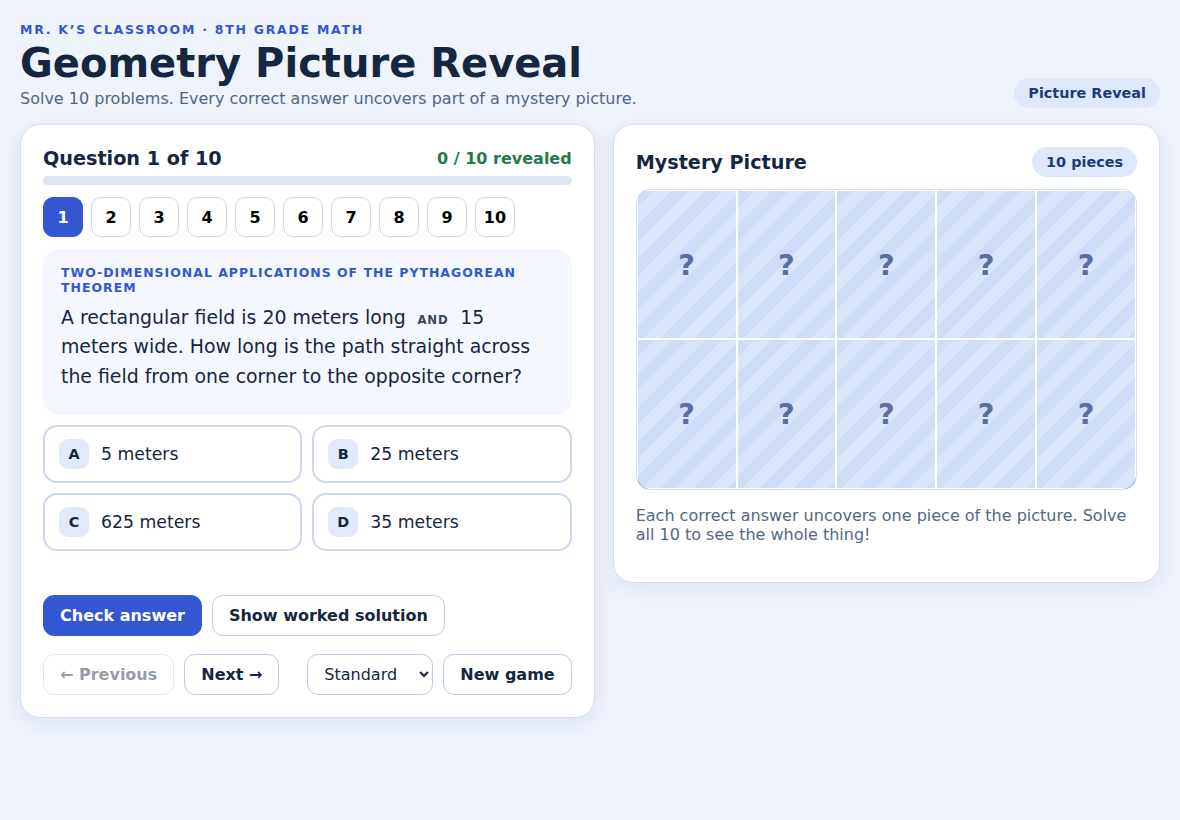 MR. K’S CLASSROOM · 8TH GRADE MATH
Geometry Picture Reveal
Solve 10 problems. Every correct answer uncovers part of a mystery picture.
Picture Reveal
Question 1 of 10
0 / 10 revealed
1 2 3 4 5 6 7 8 9 10
TWO-DIMENSIONAL APPLICATIONS OF THE PYTHAGOREAN
THEOREM
A rectangular field is 20 meters long AND 15
meters wide. How long is the path straight across
the field from one corner to the opposite corner?
A 5 meters
B 25 meters
C 625 meters
D 35 meters
Check answer
Show worked solution
← Previous
Next →
Standard
New game
Mystery Picture
10 pieces
? ? ? ? ?
? ? ? ? ?
Each correct answer uncovers one piece of the picture. Solve
all 10 to see the whole thing!